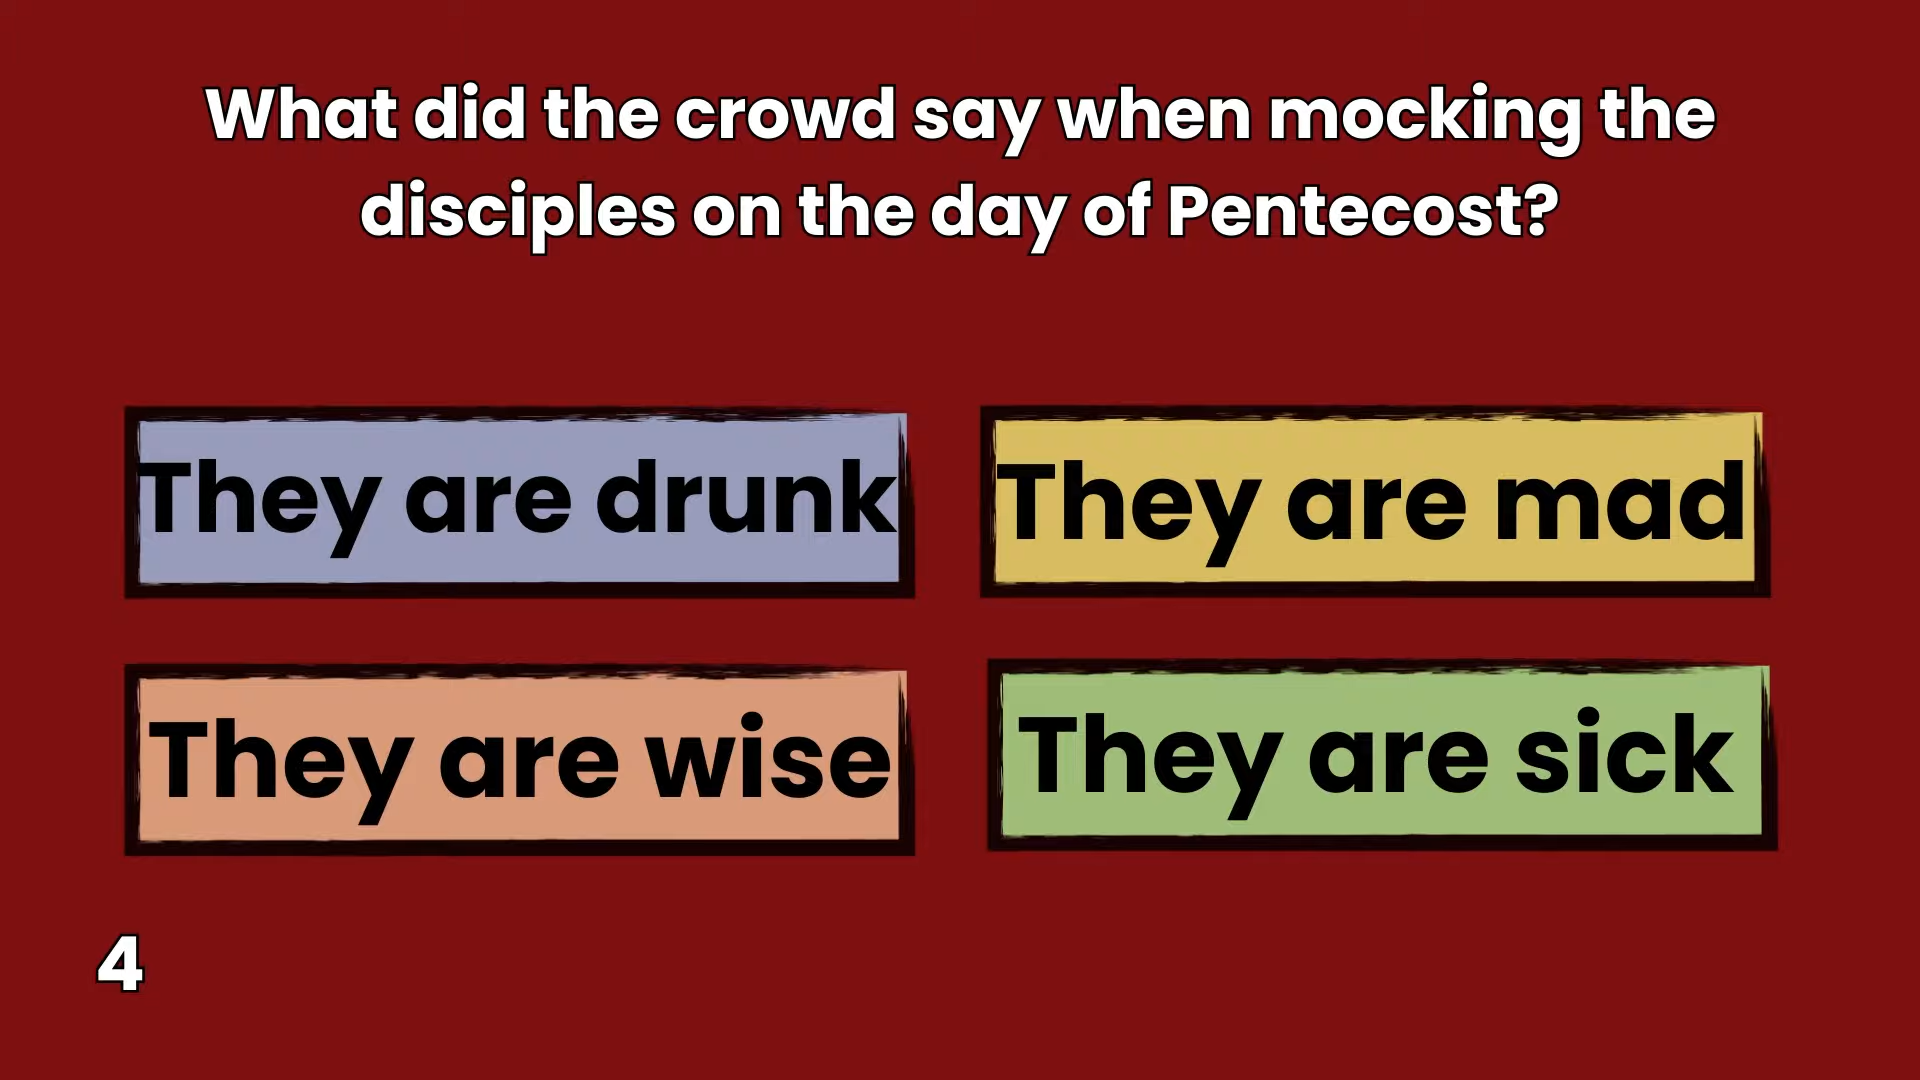 What did the crowd say when mocking the
disciples on the day of Pentecost?
They are drunk
They are mad
They are wise
They are sick
4